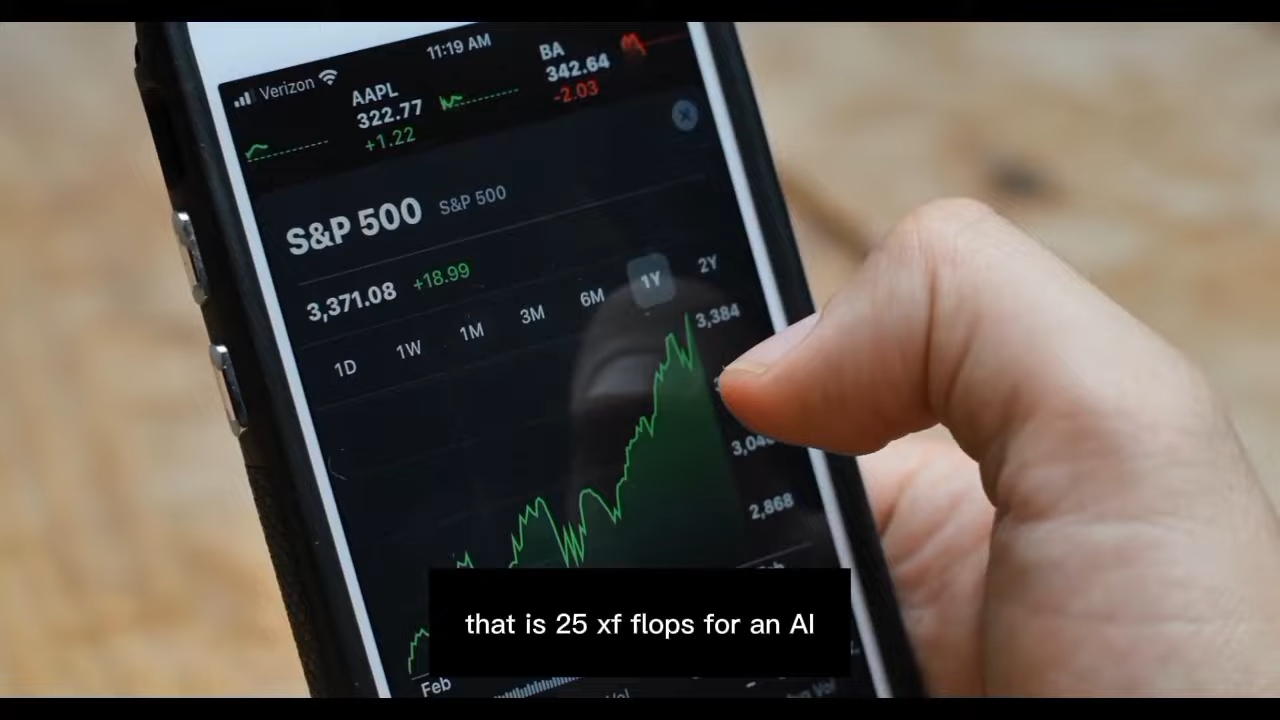 Verizon
11:19 AM
AAPL
322.77
+1.22
BA
342.64
-2.03
S&P 500 S&P 500
3,371.08 +18.99
1D 1W 1M 3M 6M 1Y 2Y
3,384
2,868
Feb
that is 25 xf flops for an AI